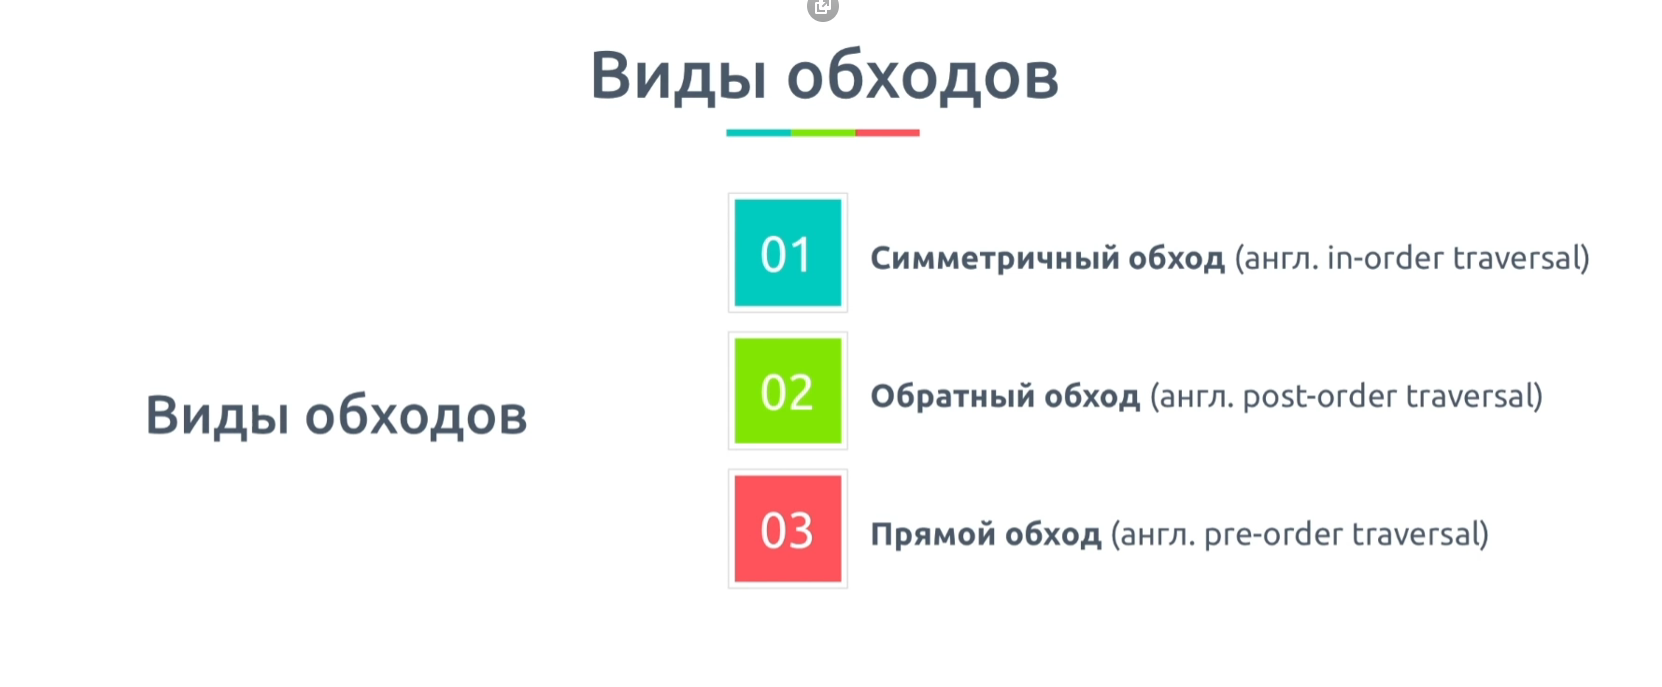 Виды обходов
Виды обходов
01
Симметричный обход (англ. in-order traversal)
02
Обратный обход (англ. post-order traversal)
03
Прямой обход (англ. pre-order traversal)